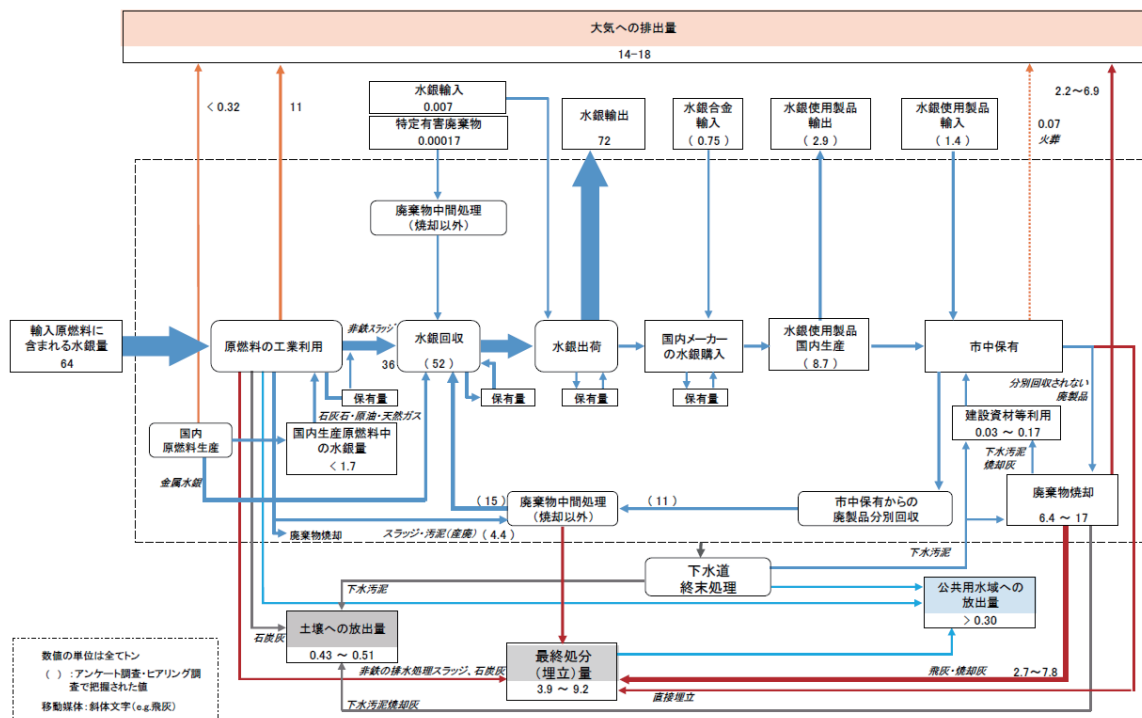 大気への排出量
14-18
< 0.32
11
水銀輸入
0.007
特定有害廃棄物
0.00017
水銀輸出
72
水銀合金
輸入
( 0.75 )
水銀使用製品
輸出
( 2.9 )
水銀使用製品
輸入
( 1.4 )
0.07
火葬
2.2～6.9
廃棄物中間処理
(焼却以外)
輸入原燃料に
含まれる水銀量
64
原燃料の工業利用
非鉄スラッジ
36
水銀回収
( 52 )
水銀出荷
国内メーカー
の水銀購入
水銀使用製品
国内生産
( 8.7 )
市中保有
保有量
保有量
保有量
保有量
石灰石・原油・天然ガス
分別回収されない
廃製品
国内
原燃料生産
国内生産原燃料中
の水銀量
< 1.7
建設資材等利用
0.03 ～ 0.17
下水汚泥
焼却灰
金属水銀
( 15 )
廃棄物中間処理
(焼却以外)
( 11 )
市中保有からの
廃製品分別回収
廃棄物焼却
6.4 ～ 17
廃棄物焼却
スラッジ・汚泥(産廃)
( 4.4 )
下水汚泥
下水道
終末処理
下水汚泥
公共用水域への
放出量
> 0.30
石炭灰
土壌への放出量
0.43 ～ 0.51
非鉄の排水処理スラッジ、石炭灰
最終処分
(埋立)量
3.9 ～ 9.2
飛灰・焼却灰
2.7～7.8
直接埋立
下水汚泥焼却灰
数値の単位は全てトン
( ) :アンケート調査・ヒアリング調
査で把握された値
移動媒体:斜体文字(e.g.飛灰)